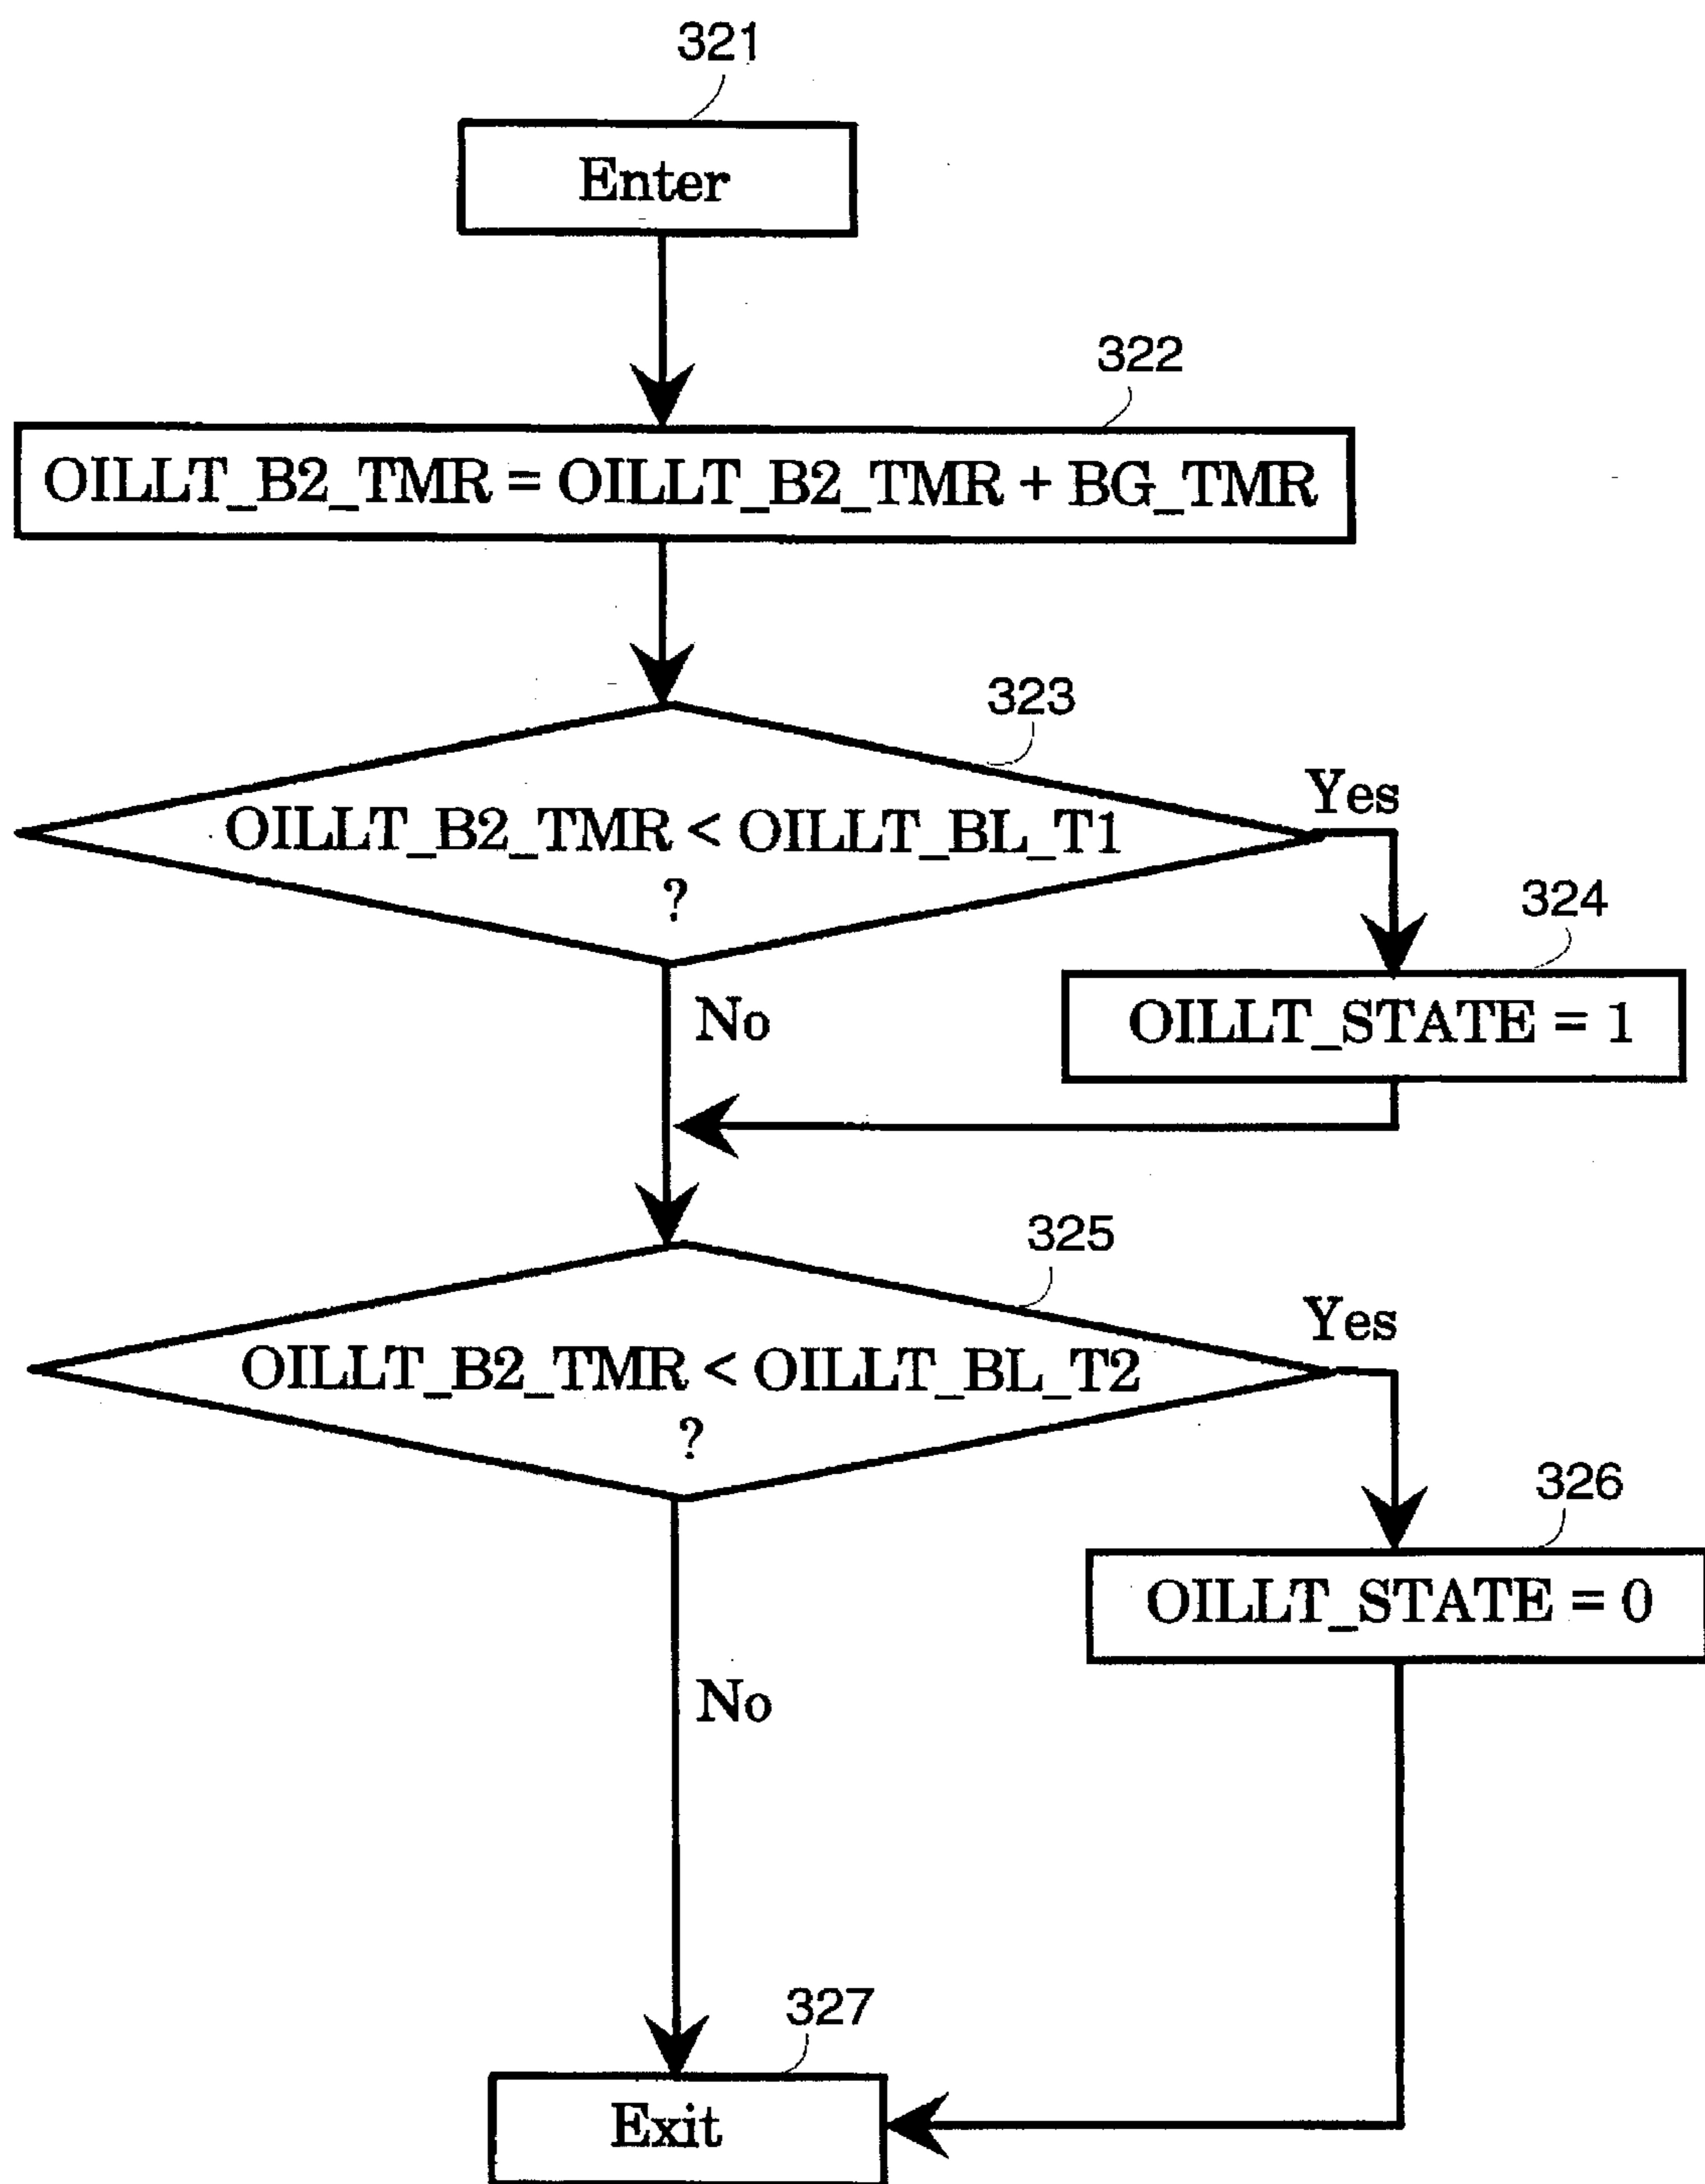 321
Enter
322
OILLT_B2_TMR = OILLT_B2_TMR + BG_TMR
323
OILLT_B2_TMR < OILLT_BL_T1
?
Yes
324
No
OILLT_STATE = 1
325
OILLT_B2_TMR < OILLT_BL_T2
?
Yes
326
OILLT_STATE = 0
No
327
Exit